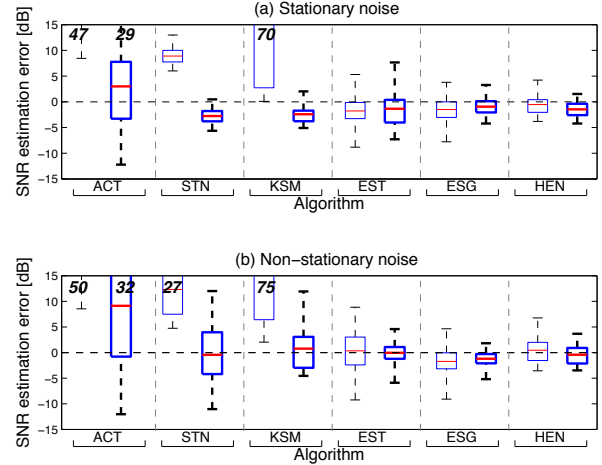 (a) Stationary noise
SNR estimation error [dB]
15
10
5
0
−5
−10
−15
47
29
70
ACT
STN
KSM
EST
ESG
HEN
Algorithm
(b) Non−stationary noise
SNR estimation error [dB]
15
10
5
0
−5
−10
−15
50
32
27
75
ACT
STN
KSM
EST
ESG
HEN
Algorithm